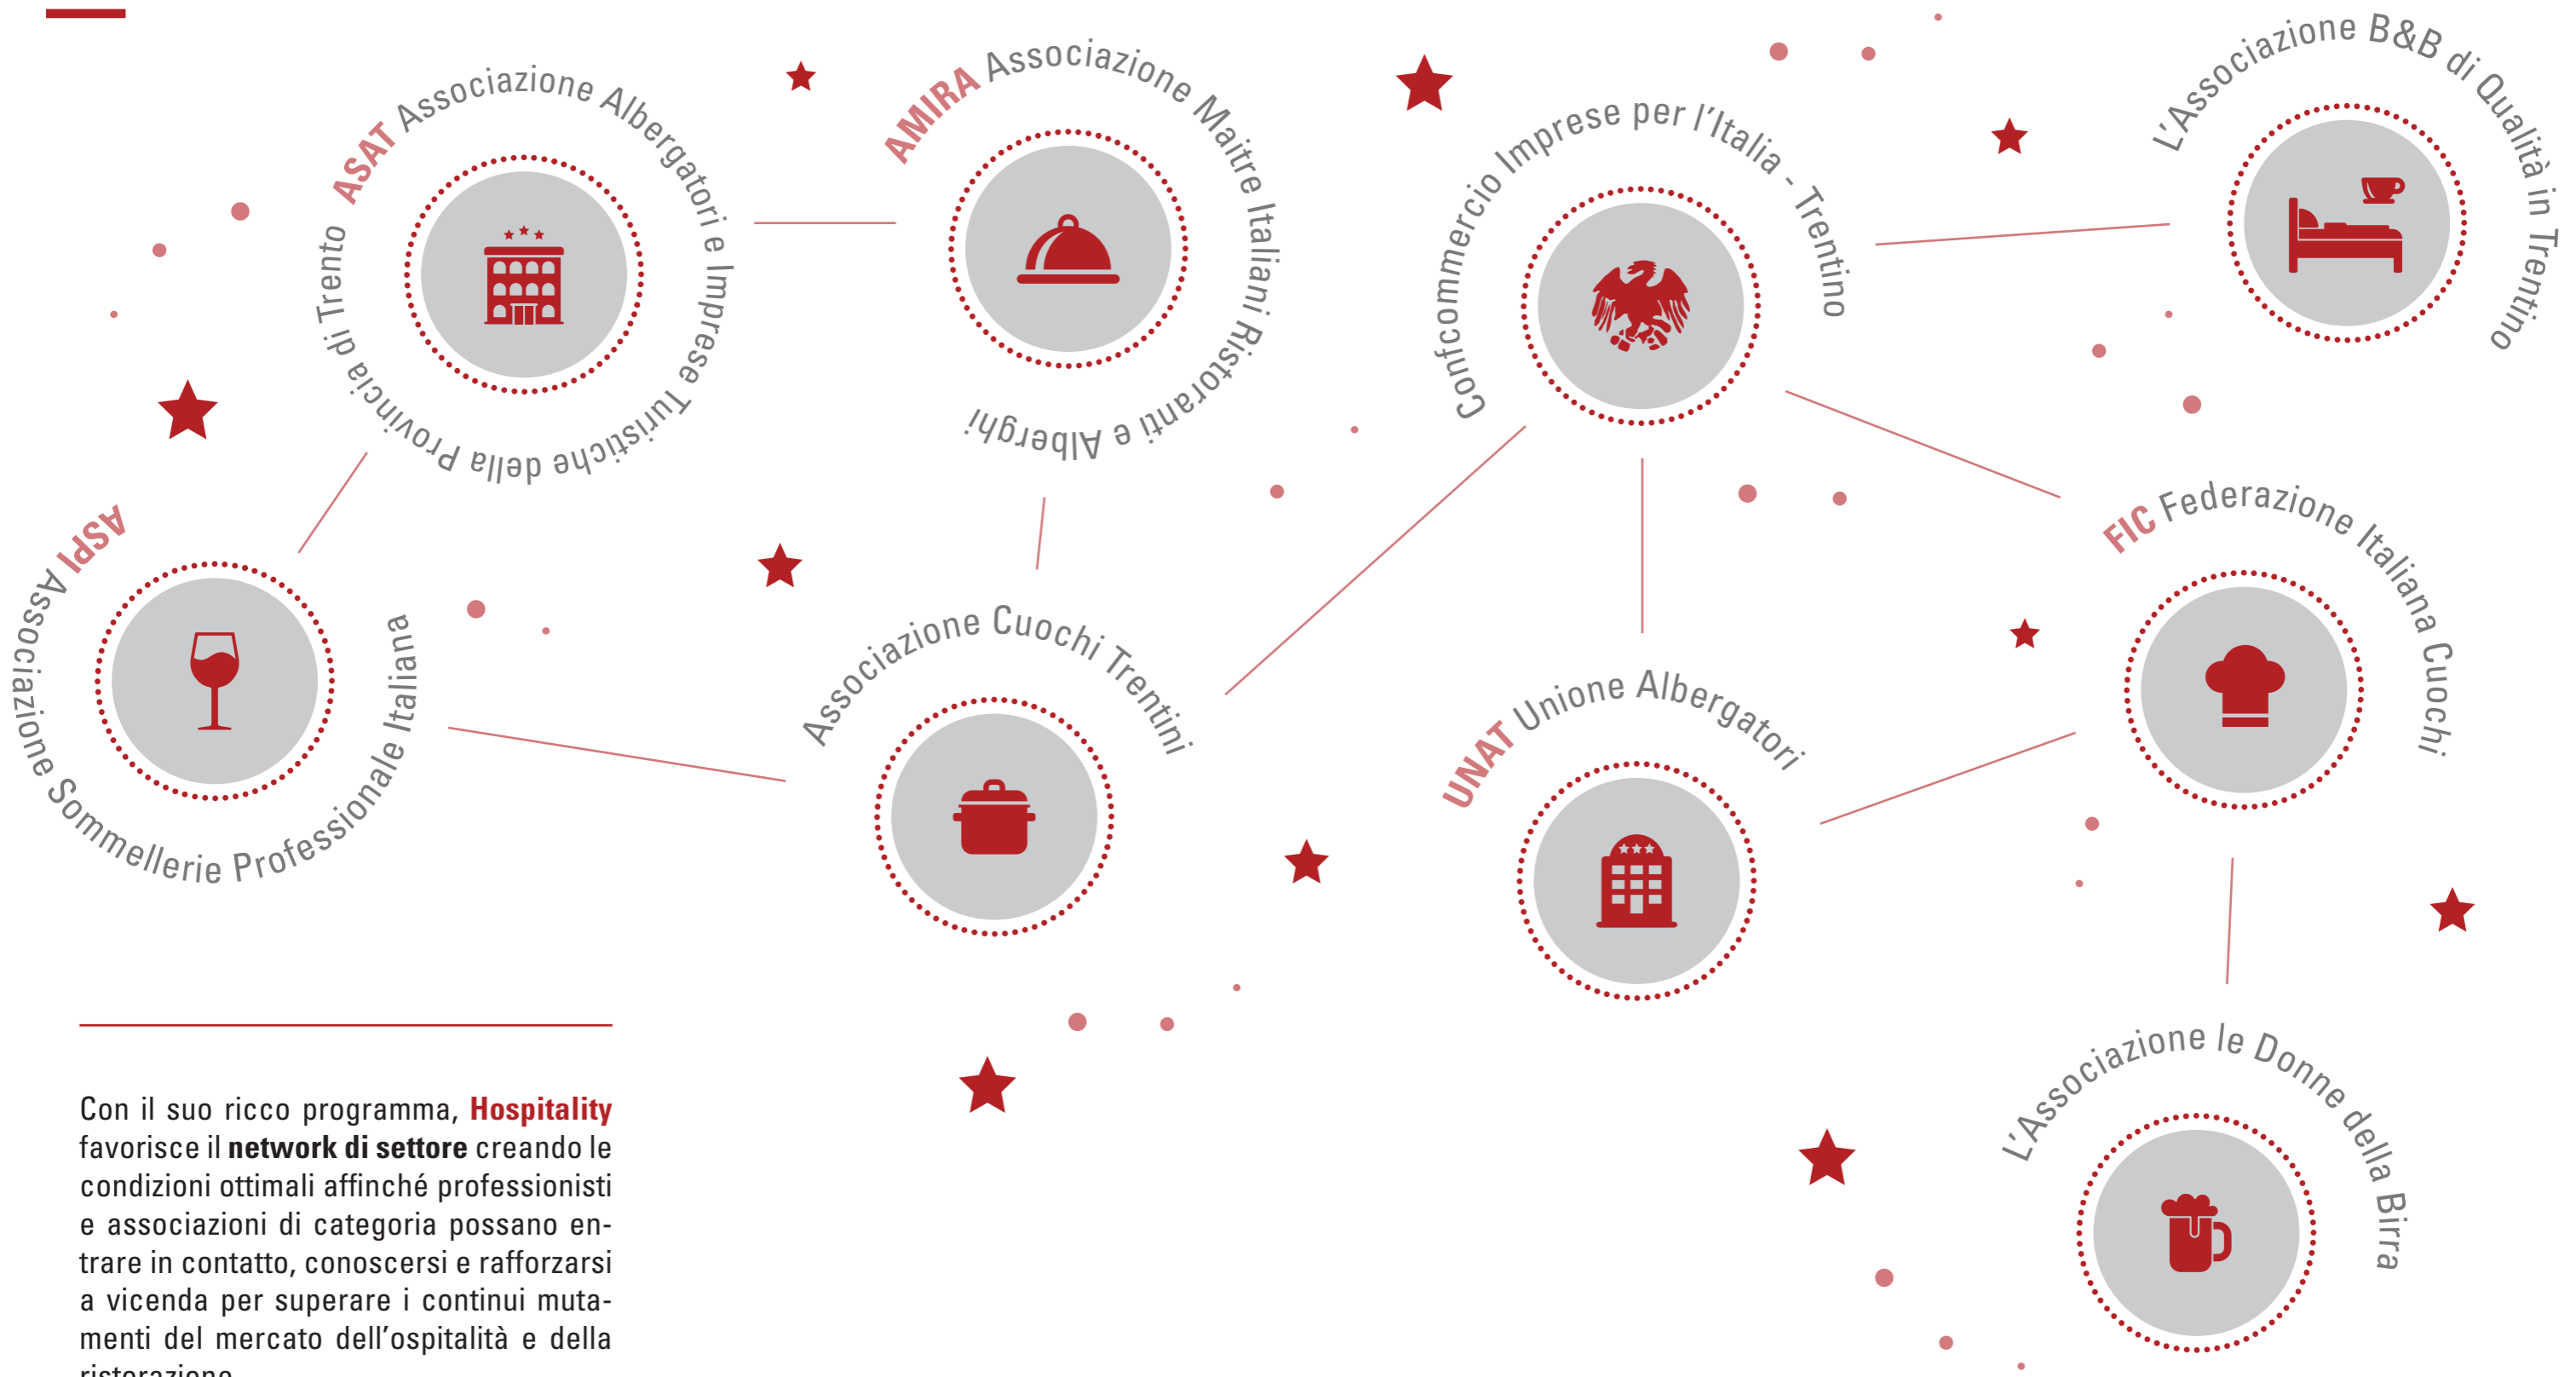 ASAT Associazione Albergatori e Imprese Turistiche della Provincia di Trento
AMIRA Associazione Maitre Italiani Ristoranti e Alberghi
Confcommercio Imprese per l'Italia - Trentino
L'Associazione B&B di Qualità in Trentino
ASPI Associazione Sommellerie Professionale Italiana
Associazione Cuochi Trentini
UNAT Unione Albergatori
FIC Federazione Italiana Cuochi
L'Associazione le Donne della Birra
Con il suo ricco programma, Hospitality
favorisce il network di settore creando le
condizioni ottimali affinché professionisti
e associazioni di categoria possano en-
trare in contatto, conoscersi e rafforzarsi
a vicenda per superare i continui muta-
menti del mercato dell'ospitalità e della
ristorazione